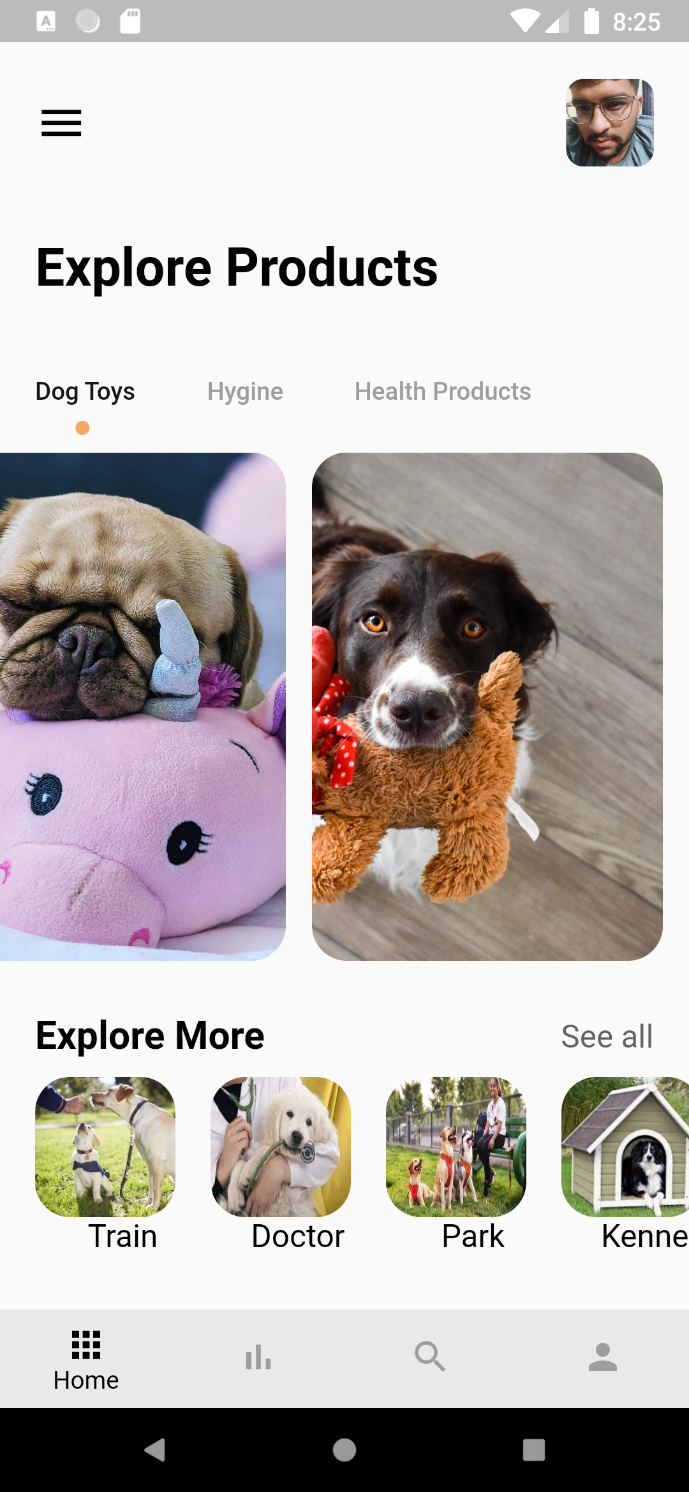 8:25
Explore Products
Dog Toys Hygine Health Products
Explore More See all
Train Doctor Park Kenne
Home